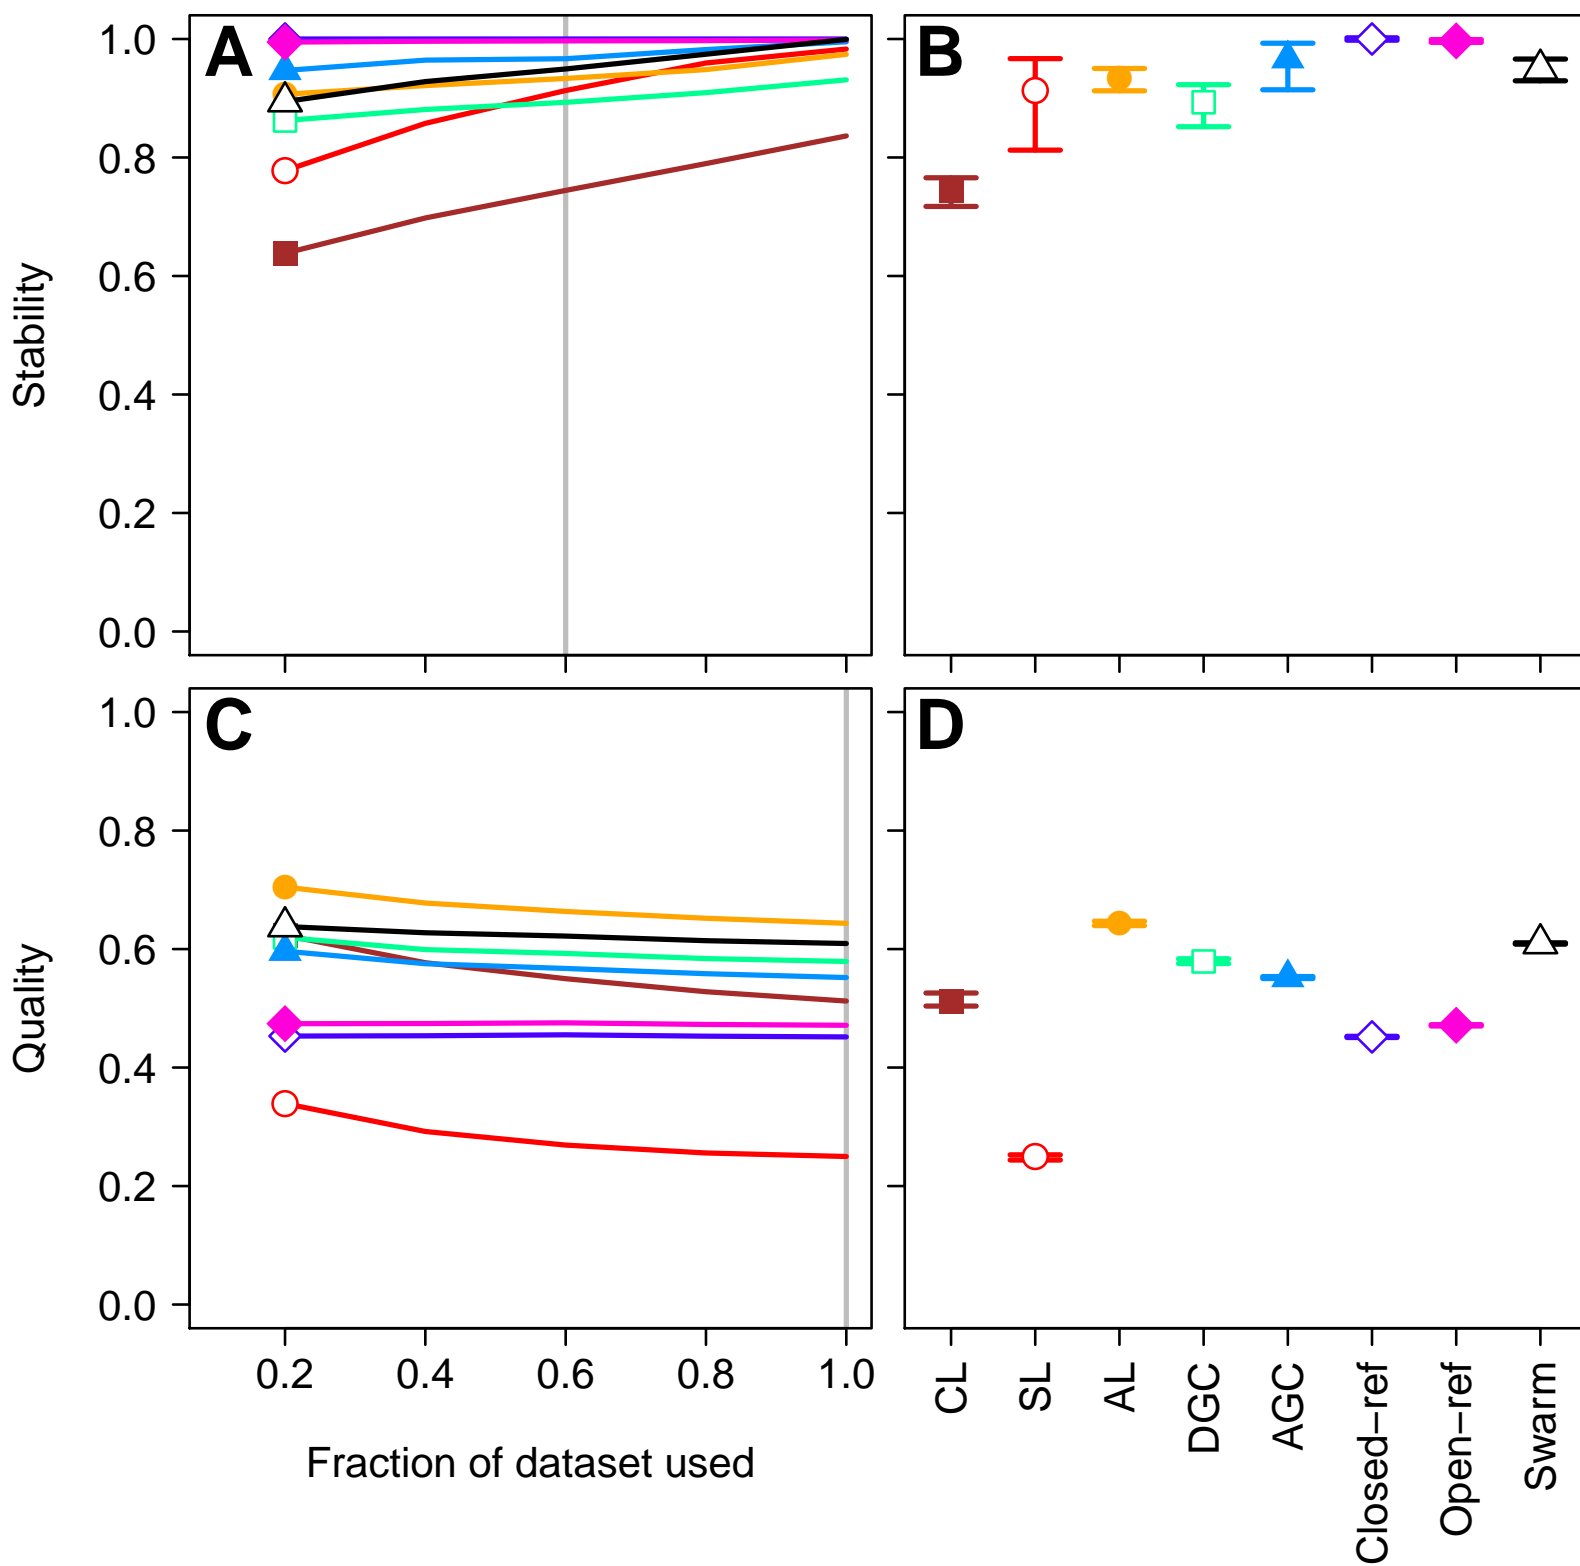 A
B
Stability
1.0
0.8
0.6
0.4
0.2
0.0
C
D
Quality
1.0
0.8
0.6
0.4
0.2
0.0
0.2 0.4 0.6 0.8 1.0
Fraction of dataset used
CL
SL
AL
DGC
AGC
Closed−ref
Open−ref
Swarm